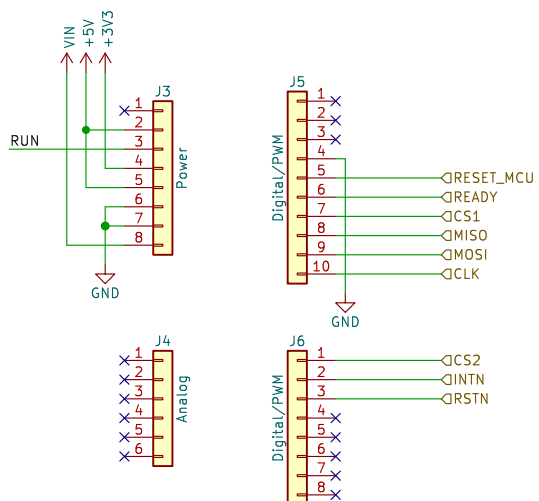 VIN
+5V
+3V3
J3
1
2
3
4
5
6
7
8
RUN
Power
GND
J5
1
2
3
4
5
6
7
8
9
10
Digital/PWM
RESET_MCU
READY
CS1
MISO
MOSI
CLK
GND
J4
1
2
3
4
5
6
Analog
J6
1
2
3
4
5
6
7
8
Digital/PWM
CS2
INTN
RSTN